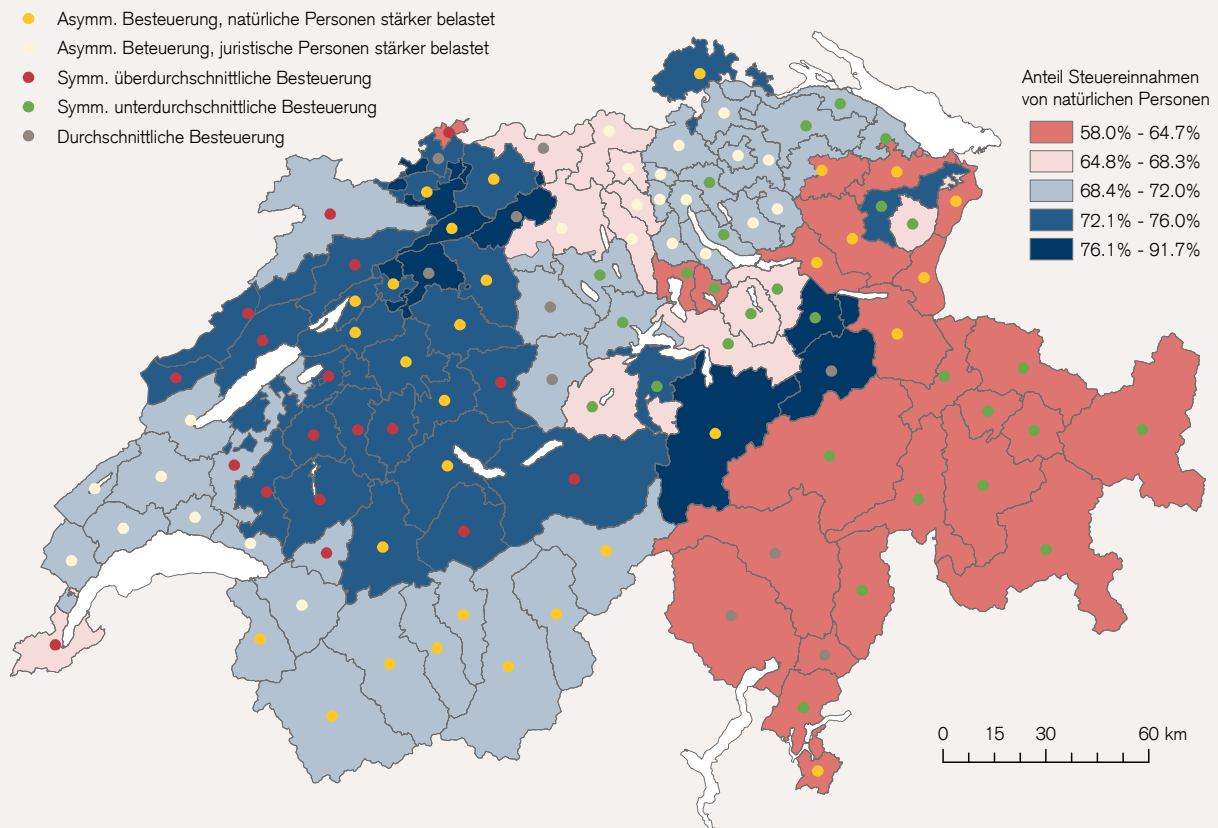 Asymm. Besteuerung, natürliche Personen stärker belastet
Asymm. Beteuerung, juristische Personen stärker belastet
Symm. überdurchschnittliche Besteuerung
Symm. unterdurchschnittliche Besteuerung
Durchschnittliche Besteuerung
Anteil Steuereinnahmen
von natürlichen Personen
58.0% - 64.7%
64.8% - 68.3%
68.4% - 72.0%
72.1% - 76.0%
76.1% - 91.7%
0 15 30 60 km